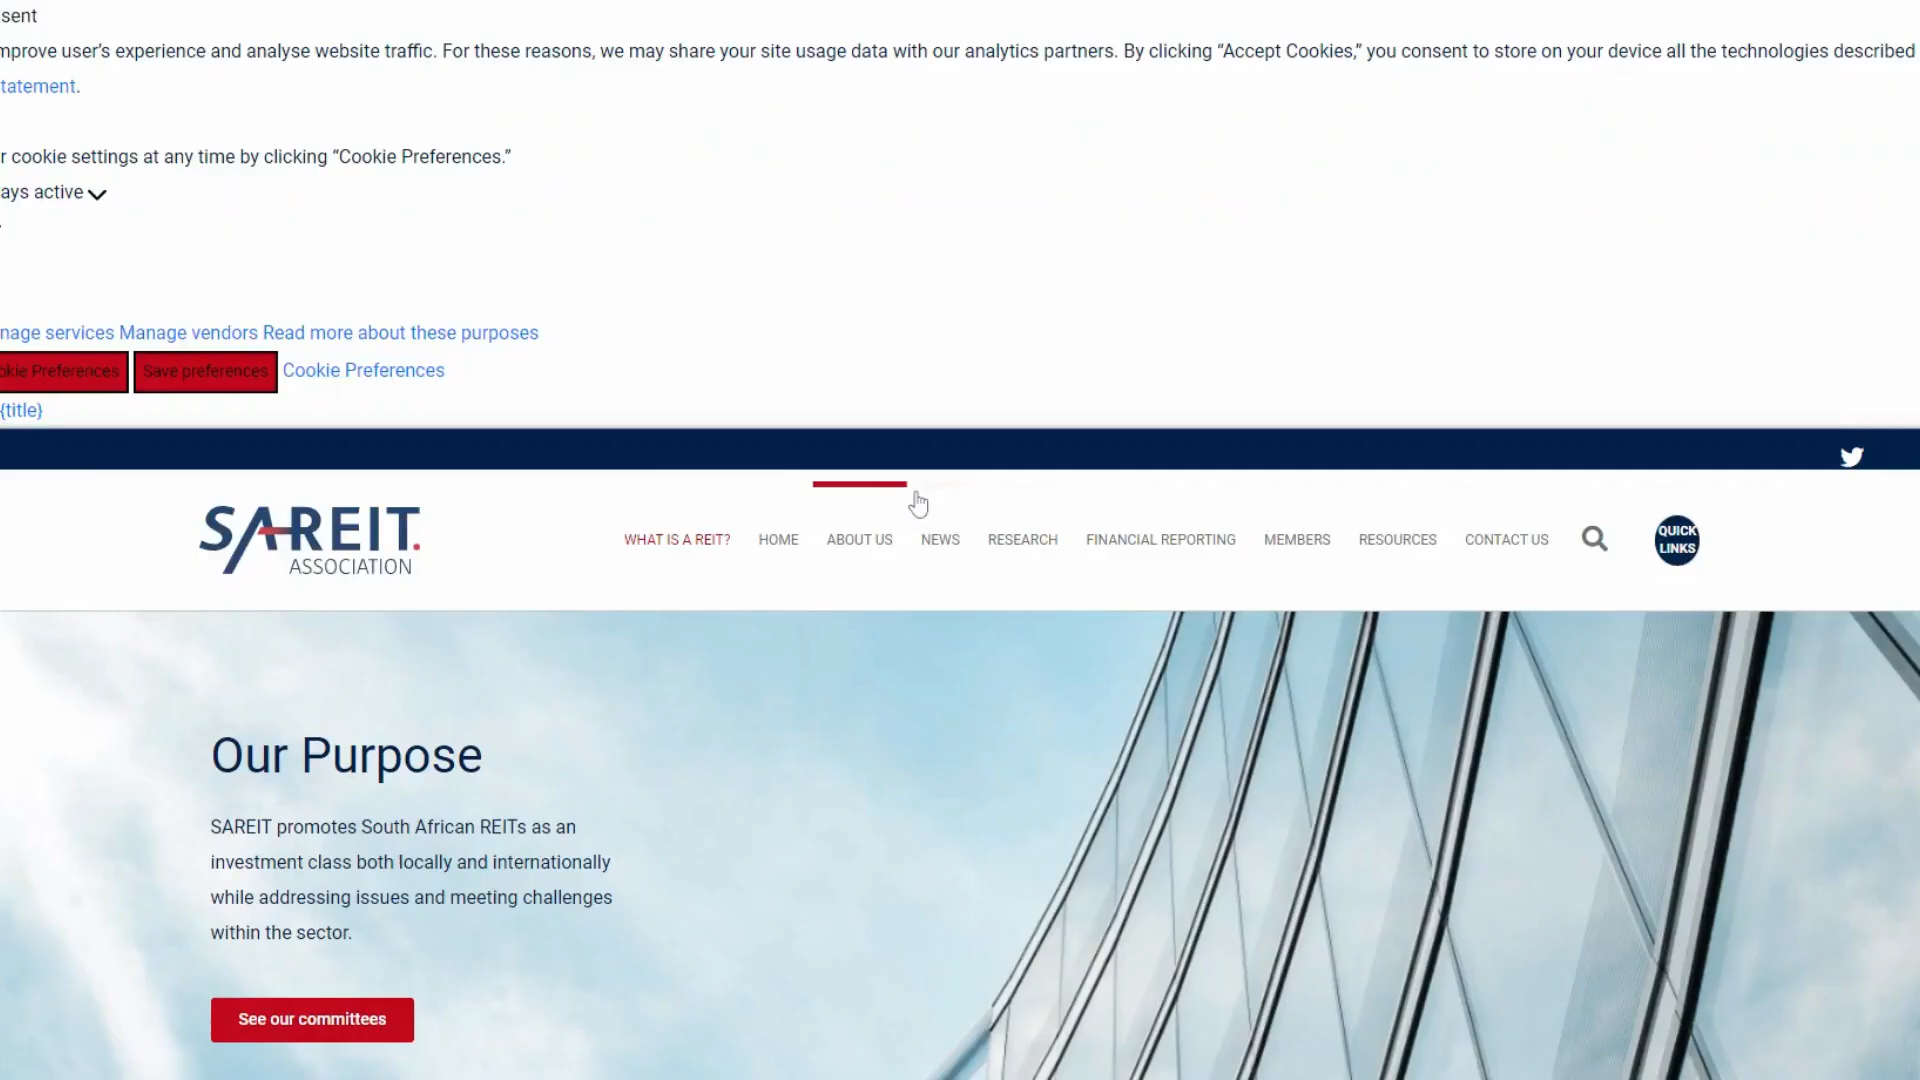 sent
mprove user’s experience and analyse website traffic. For these reasons, we may share your site usage data with our analytics partners. By clicking “Accept Cookies,” you consent to store on your device all the technologies described
tatement.
r cookie settings at any time by clicking “Cookie Preferences.”
ays active
nage services Manage vendors Read more about these purposes
okie Preferences Save preferences Cookie Preferences
{title}
SAREIT.
ASSOCIATION
WHAT IS A REIT? HOME ABOUT US NEWS RESEARCH FINANCIAL REPORTING MEMBERS RESOURCES CONTACT US
QUICK
LINKS
Our Purpose
SAREIT promotes South African REITs as an
investment class both locally and internationally
while addressing issues and meeting challenges
within the sector.
See our committees